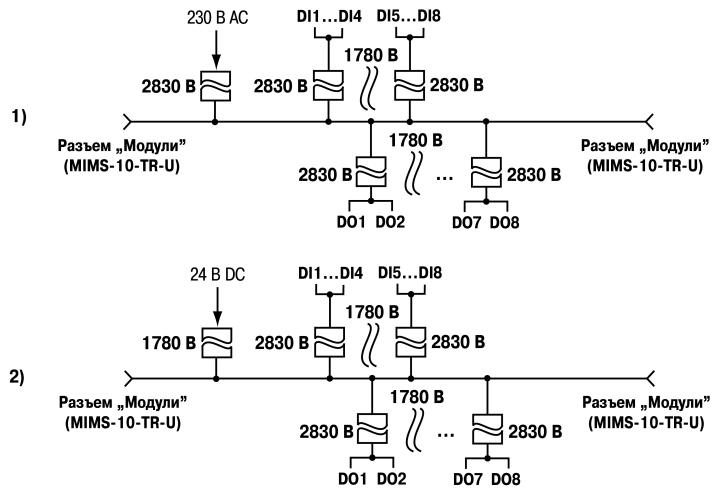 230 В AC
DI1...DI4
DI5...DI8
1780 В
2830 В
2830 В
2830 В
1)
Разъем „Модули”
(MIMS-10-TR-U)
1780 В
Разъем „Модули”
(MIMS-10-TR-U)
2830 В
...
2830 В
DO1 DO2
DO7 DO8
24 В DC
DI1...DI4
DI5...DI8
1780 В
1780 В
2830 В
2830 В
2)
Разъем „Модули”
(MIMS-10-TR-U)
1780 В
Разъем „Модули”
(MIMS-10-TR-U)
2830 В
...
2830 В
DO1 DO2
DO7 DO8